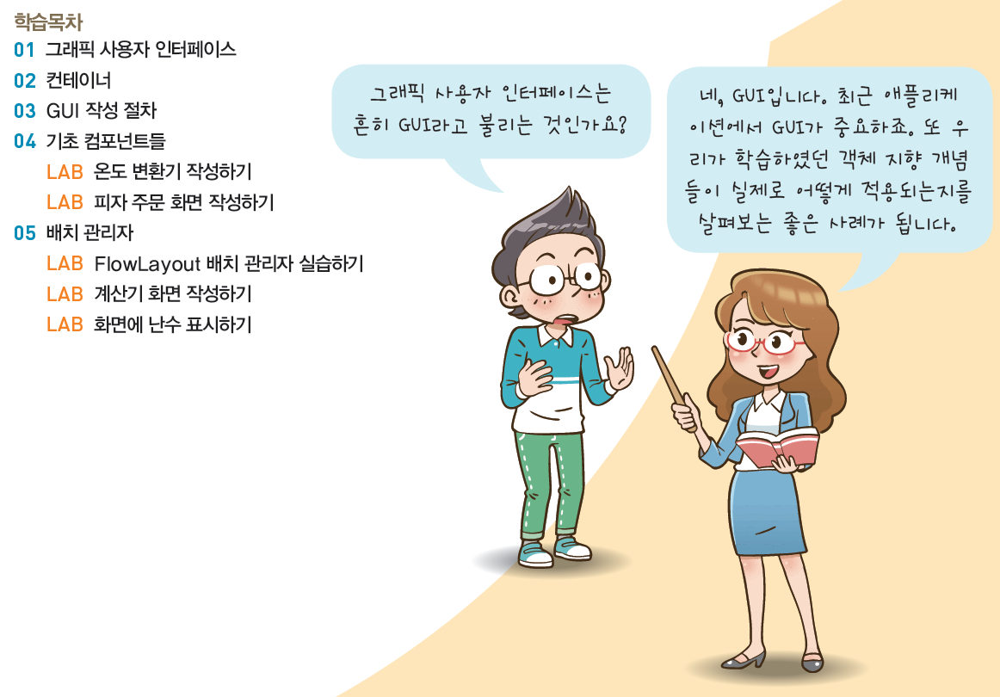 학습목차
01 그래픽 사용자 인터페이스
02 컨테이너
03 GUI 작성 절차
04 기초 컴포넌트들
LAB 온도 변환기 작성하기
LAB 피자 주문 화면 작성하기
05 배치 관리자
LAB FlowLayout 배치 관리자 실습하기
LAB 계산기 화면 작성하기
LAB 화면에 난수 표시하기
그래픽 사용자 인터페이스는
흔히 GUI라고 불리는 것인가요?
네, GUI입니다. 최근 애플리케
이션에서 GUI가 중요하죠. 또 우
리가 학습하였던 객체 지향 개념
들이 실제로 어떻게 적용되는지를
살펴보는 좋은 사례가 됩니다.